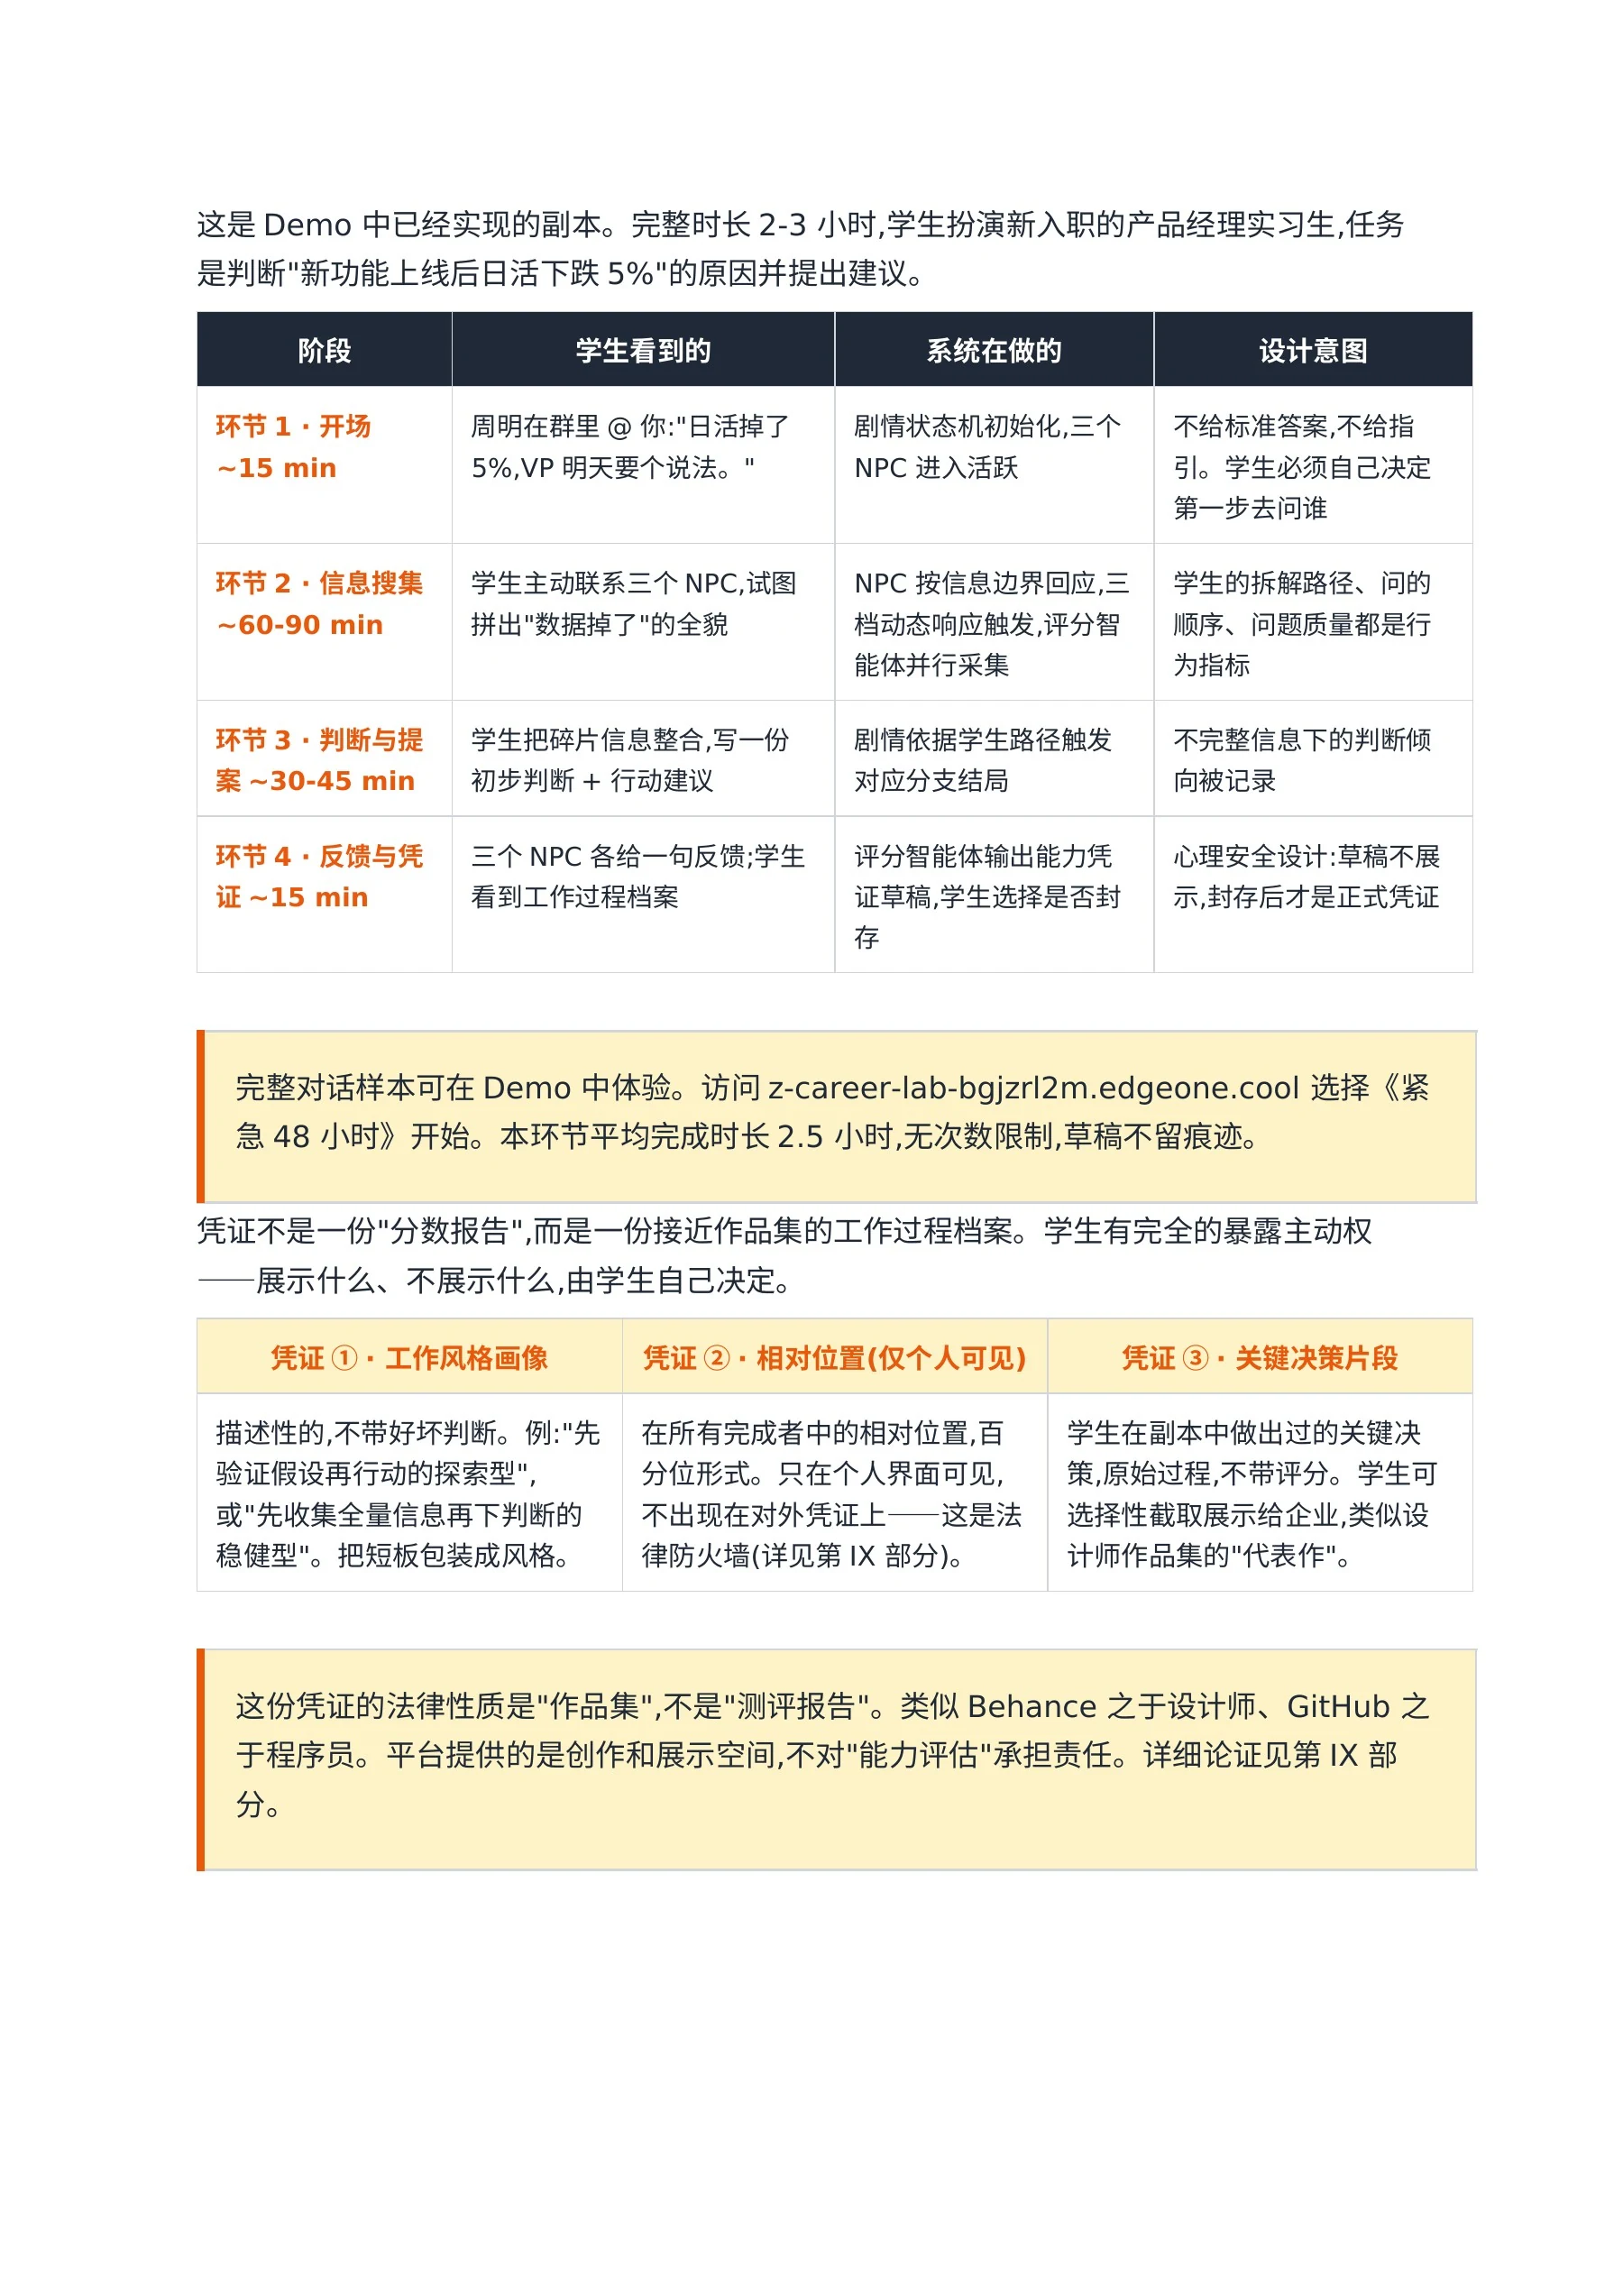 这是 Demo 中已经实现的副本。完整时长 2-3 小时,学生扮演新入职的产品经理实习生,任务
是判断"新功能上线后日活下跌 5%"的原因并提出建议。
阶段 学生看到的 系统在做的 设计意图
环节 1 · 开场
~15 min
周明在群里 @ 你:"日活掉了
5%,VP 明天要个说法。"
剧情状态机初始化,三个
NPC 进入活跃
不给标准答案,不给指
引。学生必须自己决定
第一步去问谁
环节 2 · 信息搜集
~60-90 min
学生主动联系三个 NPC,试图
拼出"数据掉了"的全貌
NPC 按信息边界回应,三
档动态响应触发,评分智
能体并行采集
学生的拆解路径、问的
顺序、问题质量都是行
为指标
环节 3 · 判断与提
案 ~30-45 min
学生把碎片信息整合,写一份
初步判断 + 行动建议
剧情依据学生路径触发
对应分支结局
不完整信息下的判断倾
向被记录
环节 4 · 反馈与凭
证 ~15 min
三个 NPC 各给一句反馈;学生
看到工作过程档案
评分智能体输出能力凭
证草稿,学生选择是否封
存
心理安全设计:草稿不展
示,封存后才是正式凭证
完整对话样本可在 Demo 中体验。访问 z-career-lab-bgjzrl2m.edgeone.cool 选择《紧
急 48 小时》开始。本环节平均完成时长 2.5 小时,无次数限制,草稿不留痕迹。
凭证不是一份"分数报告",而是一份接近作品集的工作过程档案。学生有完全的暴露主动权
——展示什么、不展示什么,由学生自己决定。
凭证 ① · 工作风格画像 凭证 ② · 相对位置(仅个人可见) 凭证 ③ · 关键决策片段
描述性的,不带好坏判断。例:"先
验证假设再行动的探索型",
或"先收集全量信息再下判断的
稳健型"。把短板包装成风格。
在所有完成者中的相对位置,百
分位形式。只在个人界面可见,
不出现在对外凭证上——这是法
律防火墙(详见第 IX 部分)。
学生在副本中做出过的关键决
策,原始过程,不带评分。学生可
选择性截取展示给企业,类似设
计师作品集的"代表作"。
这份凭证的法律性质是"作品集",不是"测评报告"。类似 Behance 之于设计师、GitHub 之
于程序员。平台提供的是创作和展示空间,不对"能力评估"承担责任。详细论证见第 IX 部
分。